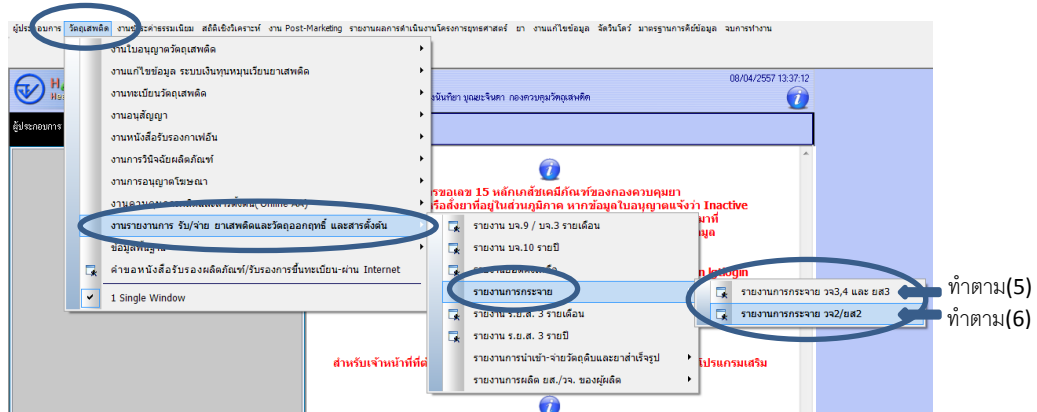 วัตถุเสพติด สถิติเชิงวิเคราะห์ งาน Post-Marketing รายงานผลการดำเนินงานโครงการยุทธศาสตร์ ยา งานแก้ไขข้อมูล จัดวินโดว์ มาตรฐานการคีย์ข้อมูล จบการทำงาน
งานใบอนุญาตวัตถุเสพติด
งานแก้ไขข้อมูล ระบบเงินทุนหมุนเวียนยาเสพติด
08/04/2557 13:37:12
งานทะเบียนวัตถุเสพติด
กองควบคุมวัตถุเสพติด
งานอนุสัญญา
ผู้ประกอบการ
งานหนังสือรับรองกาเฟอีน
งานการวินิจฉัยผลิตภัณฑ์
งานการอนุญาตโฆษณา
15 หลักเภสัชเคมีภัณฑ์ของกองควบคุมยา
ที่อยู่ในส่วนภูมิภาค หากข้อมูลใบอนุญาตแจ้งว่า Inactive
งานรายงานการ รับ/จ่าย ยาเสพติดและวัตถุออกฤทธิ์ และสารตั้งต้น
รายงาน บจ.9 / บจ.3 รายเดือน
ข้อมูลพื้นฐาน
รายงาน บจ.10 รายปี
คำขอหนังสือรับรองผลิตภัณฑ์/รับรองการขึ้นทะเบียน-ผ่าน Internet
1 Single Window
รายงานการกระจาย
รายงานการกระจาย วจ3,4 และ ยส3
ทำตาม(5)
รายงาน ร.ย.ส. 3 รายเดือน
รายงานการกระจาย วจ2/ยส2
ทำตาม(6)
รายงาน ร.ย.ส. 3 รายปี
รายงานการนำเข้า-จ่ายวัตถุดิบและยาสำเร็จรูป
สำหรับเจ้าหน้าที่
โปรแกรมเสริม
รายงานการผลิต ยส./วจ. ของผู้ผลิต